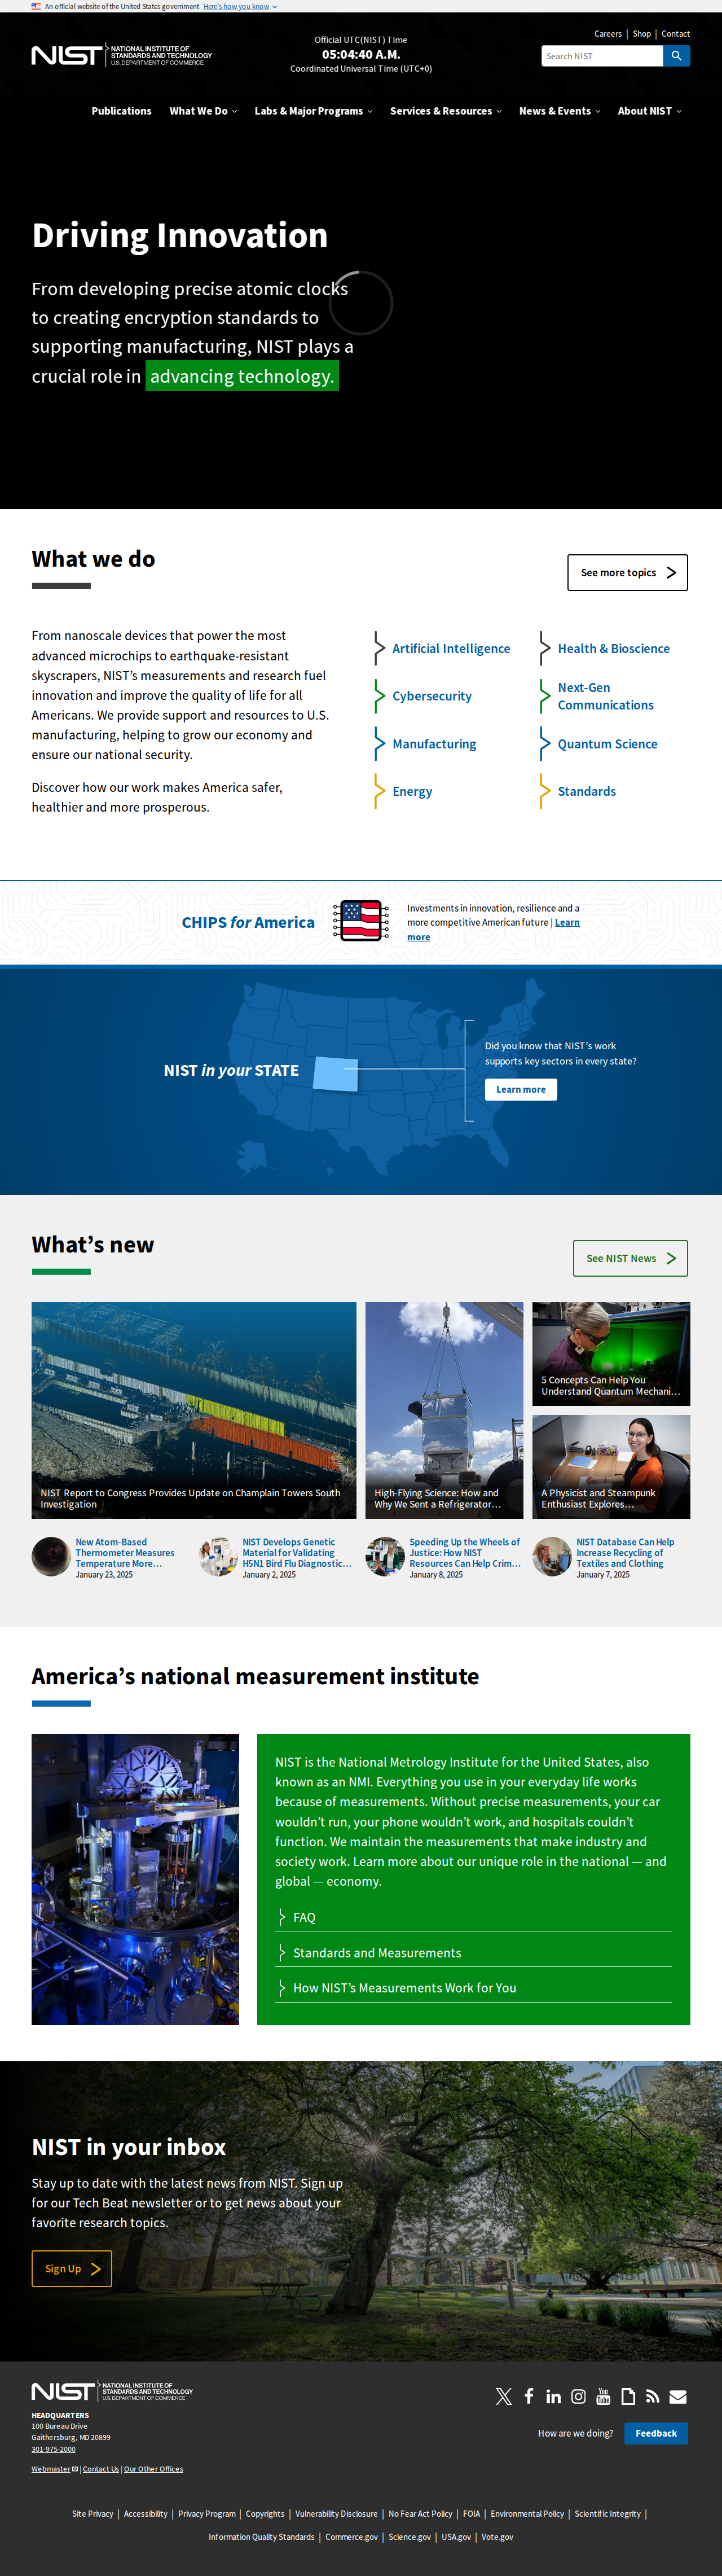 An official website of the United States government Here's how you know
NIST NATIONAL INSTITUTE OF
STANDARDS AND TECHNOLOGY
U.S. DEPARTMENT OF COMMERCE
Official UTC(NIST) Time
05:04:40 A.M.
Coordinated Universal Time (UTC+0)
Careers | Shop | Contact
Search NIST
Publications What We Do Labs & Major Programs Services & Resources News & Events About NIST
Driving Innovation
From developing precise atomic clocks
to creating encryption standards to
supporting manufacturing, NIST plays a
crucial role in advancing technology.
What we do
See more topics
From nanoscale devices that power the most
advanced microchips to earthquake-resistant
skyscrapers, NIST’s measurements and research fuel
innovation and improve the quality of life for all
Americans. We provide support and resources to U.S.
manufacturing, helping to grow our economy and
ensure our national security.
Discover how our work makes America safer,
healthier and more prosperous.
Artificial Intelligence
Health & Bioscience
Cybersecurity
Next-Gen
Communications
Manufacturing
Quantum Science
Energy
Standards
CHIPS for America
Investments in innovation, resilience and a
more competitive American future | Learn
more
NIST in your STATE
Did you know that NIST's work
supports key sectors in every state?
Learn more
What’s new
See NIST News
NIST Report to Congress Provides Update on Champlain Towers South
Investigation
High-Flying Science: How and
Why We Sent a Refrigerator…
5 Concepts Can Help You
Understand Quantum Mechani…
A Physicist and Steampunk
Enthusiast Explores…
New Atom-Based
Thermometer Measures
Temperature More…
January 23, 2025
NIST Develops Genetic
Material for Validating
H5N1 Bird Flu Diagnostic…
January 2, 2025
Speeding Up the Wheels of
Justice: How NIST
Resources Can Help Crim…
January 8, 2025
NIST Database Can Help
Increase Recycling of
Textiles and Clothing
January 7, 2025
America’s national measurement institute
NIST is the National Metrology Institute for the United States, also
known as an NMI. Everything you use in your everyday life works
because of measurements. Without precise measurements, your car
wouldn’t run, your phone wouldn’t work, and hospitals couldn’t
function. We maintain the measurements that make industry and
society work. Learn more about our unique role in the national — and
global — economy.
FAQ
Standards and Measurements
How NIST’s Measurements Work for You
NIST in your inbox
Stay up to date with the latest news from NIST. Sign up
for our Tech Beat newsletter or to get news about your
favorite research topics.
Sign Up
NIST NATIONAL INSTITUTE OF
STANDARDS AND TECHNOLOGY
U.S. DEPARTMENT OF COMMERCE
You
Tube
HEADQUARTERS
100 Bureau Drive
Gaithersburg, MD 20899
301-975-2000
How are we doing? Feedback
Webmaster | Contact Us | Our Other Offices
Site Privacy | Accessibility | Privacy Program | Copyrights | Vulnerability Disclosure | No Fear Act Policy | FOIA | Environmental Policy | Scientific Integrity |
Information Quality Standards | Commerce.gov | Science.gov | USA.gov | Vote.gov